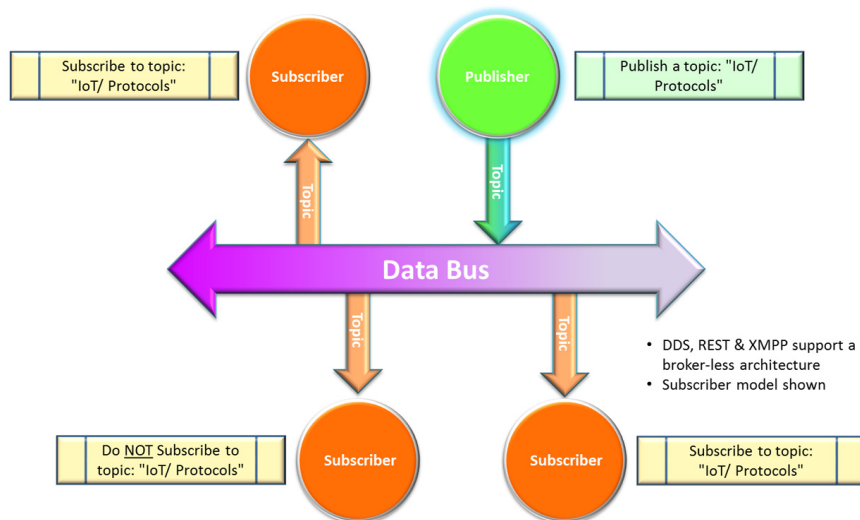 Subscribe to topic:
"IoT/ Protocols"
Subscriber
Publisher
Publish a topic: "IoT/
Protocols"
Topic
Topic
Data Bus
Topic
Topic
• DDS, REST & XMPP support a
broker-less architecture
• Subscriber model shown
Do NOT Subscribe to
topic: "IoT/ Protocols"
Subscriber
Subscriber
Subscribe to topic:
"IoT/ Protocols"